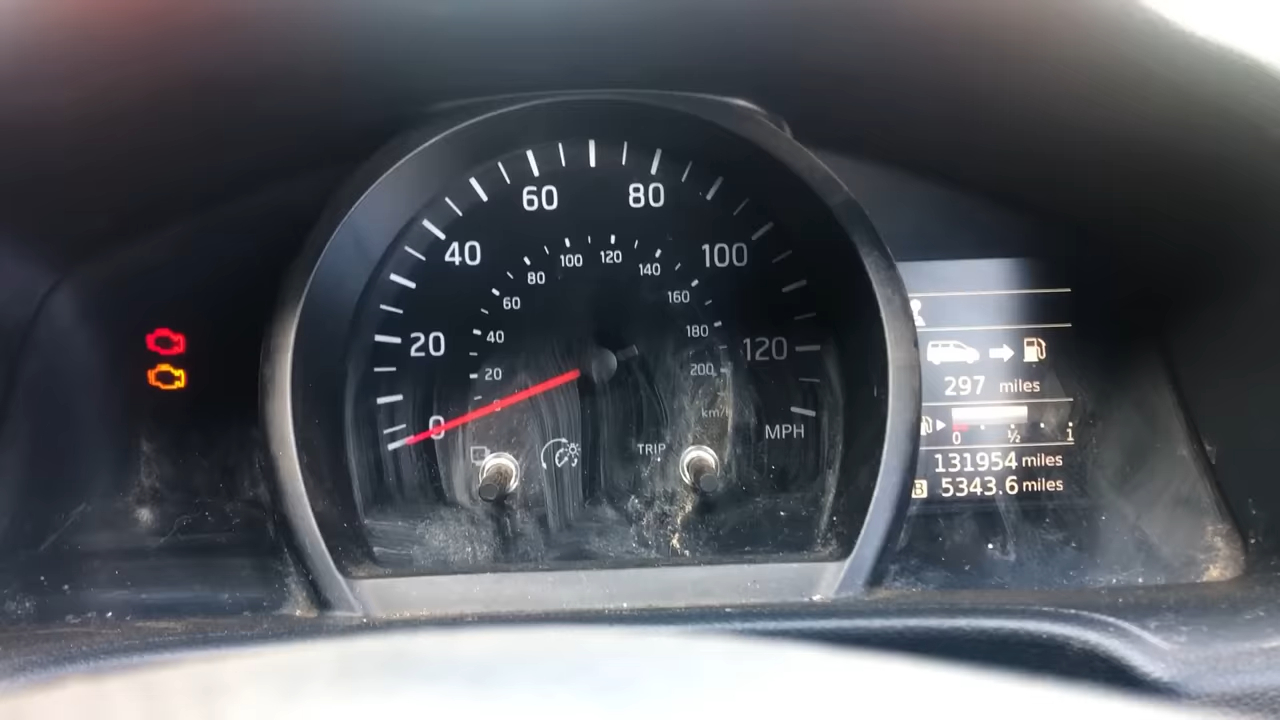 60 80
40 100
20 120
0
MPH
100 120
80 140
60 160
40 180
20 200
km/h
TRIP
297 miles
0 ½ 1
131954 miles
B 5343.6 miles